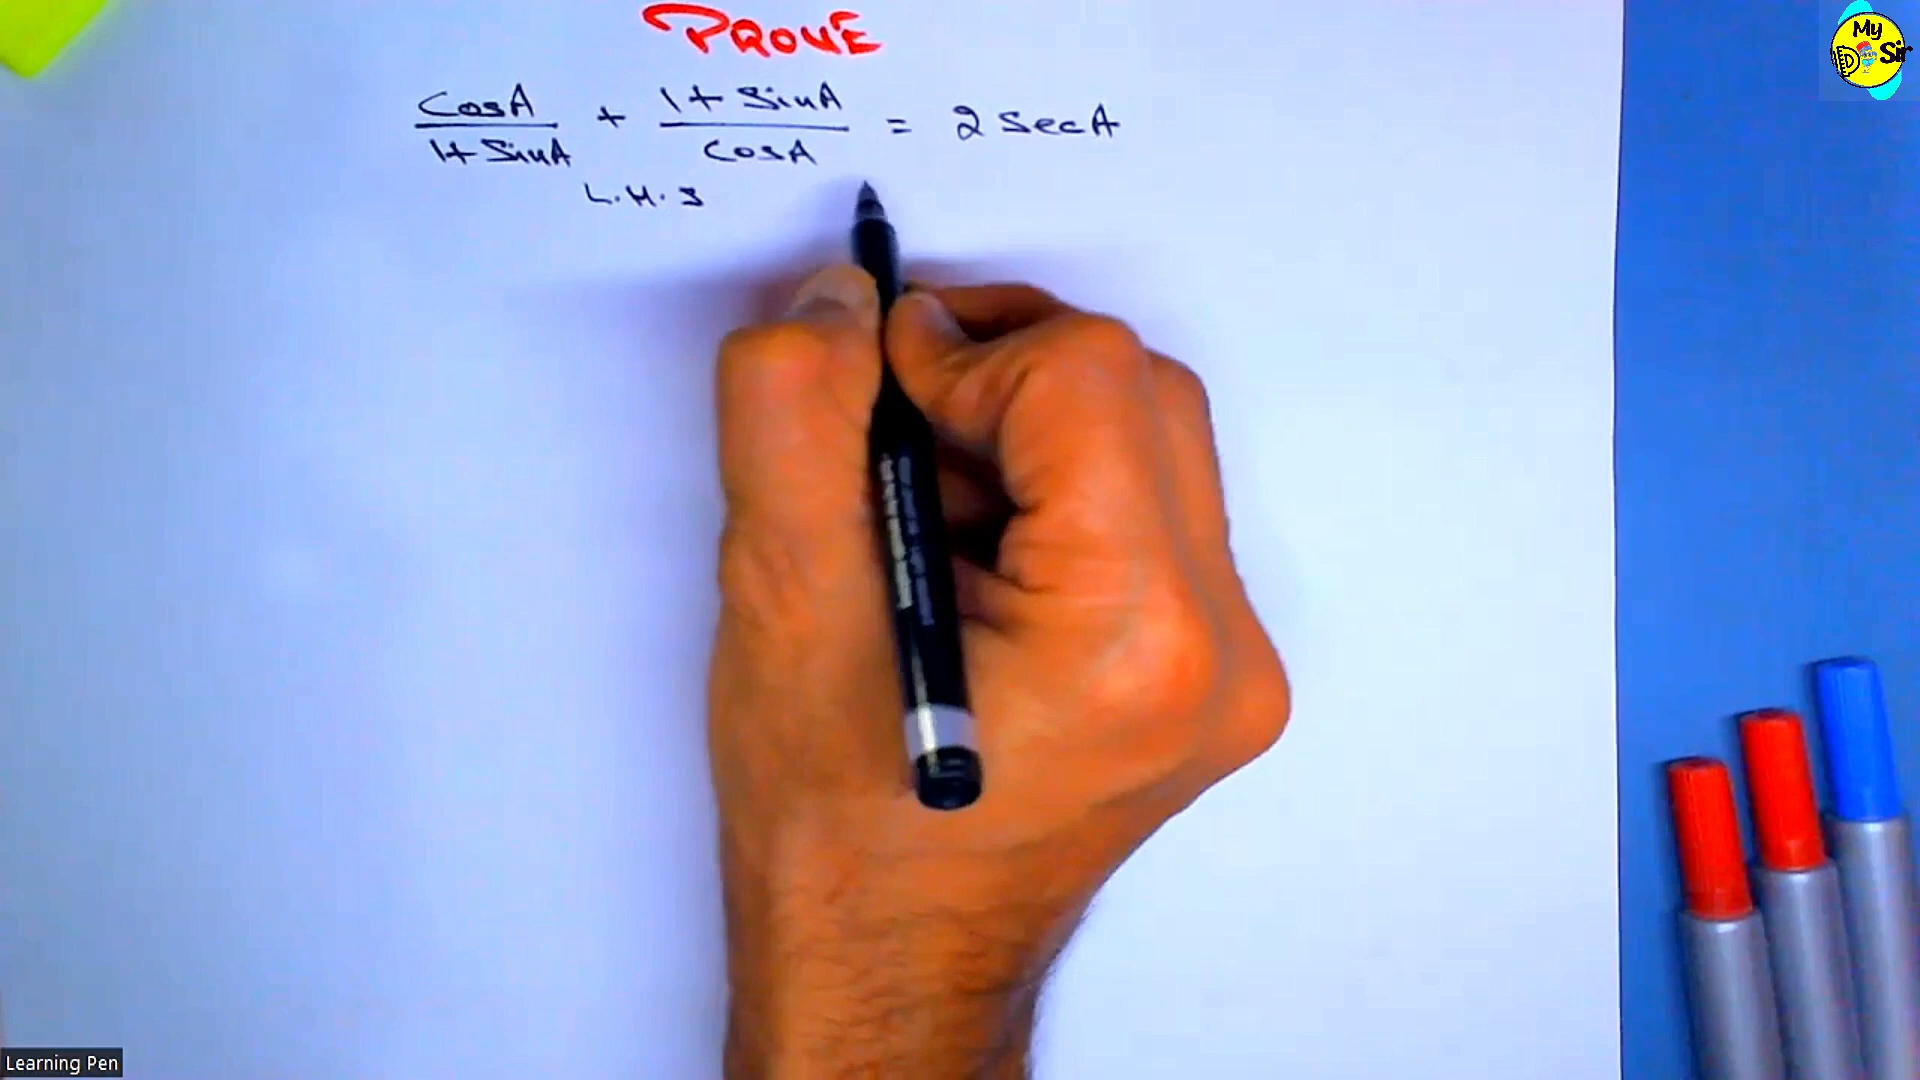 PROVE
CosA/1+SinA + 1+SinA/CosA = 2 SecA
L.H.S
My
Sir
Learning Pen